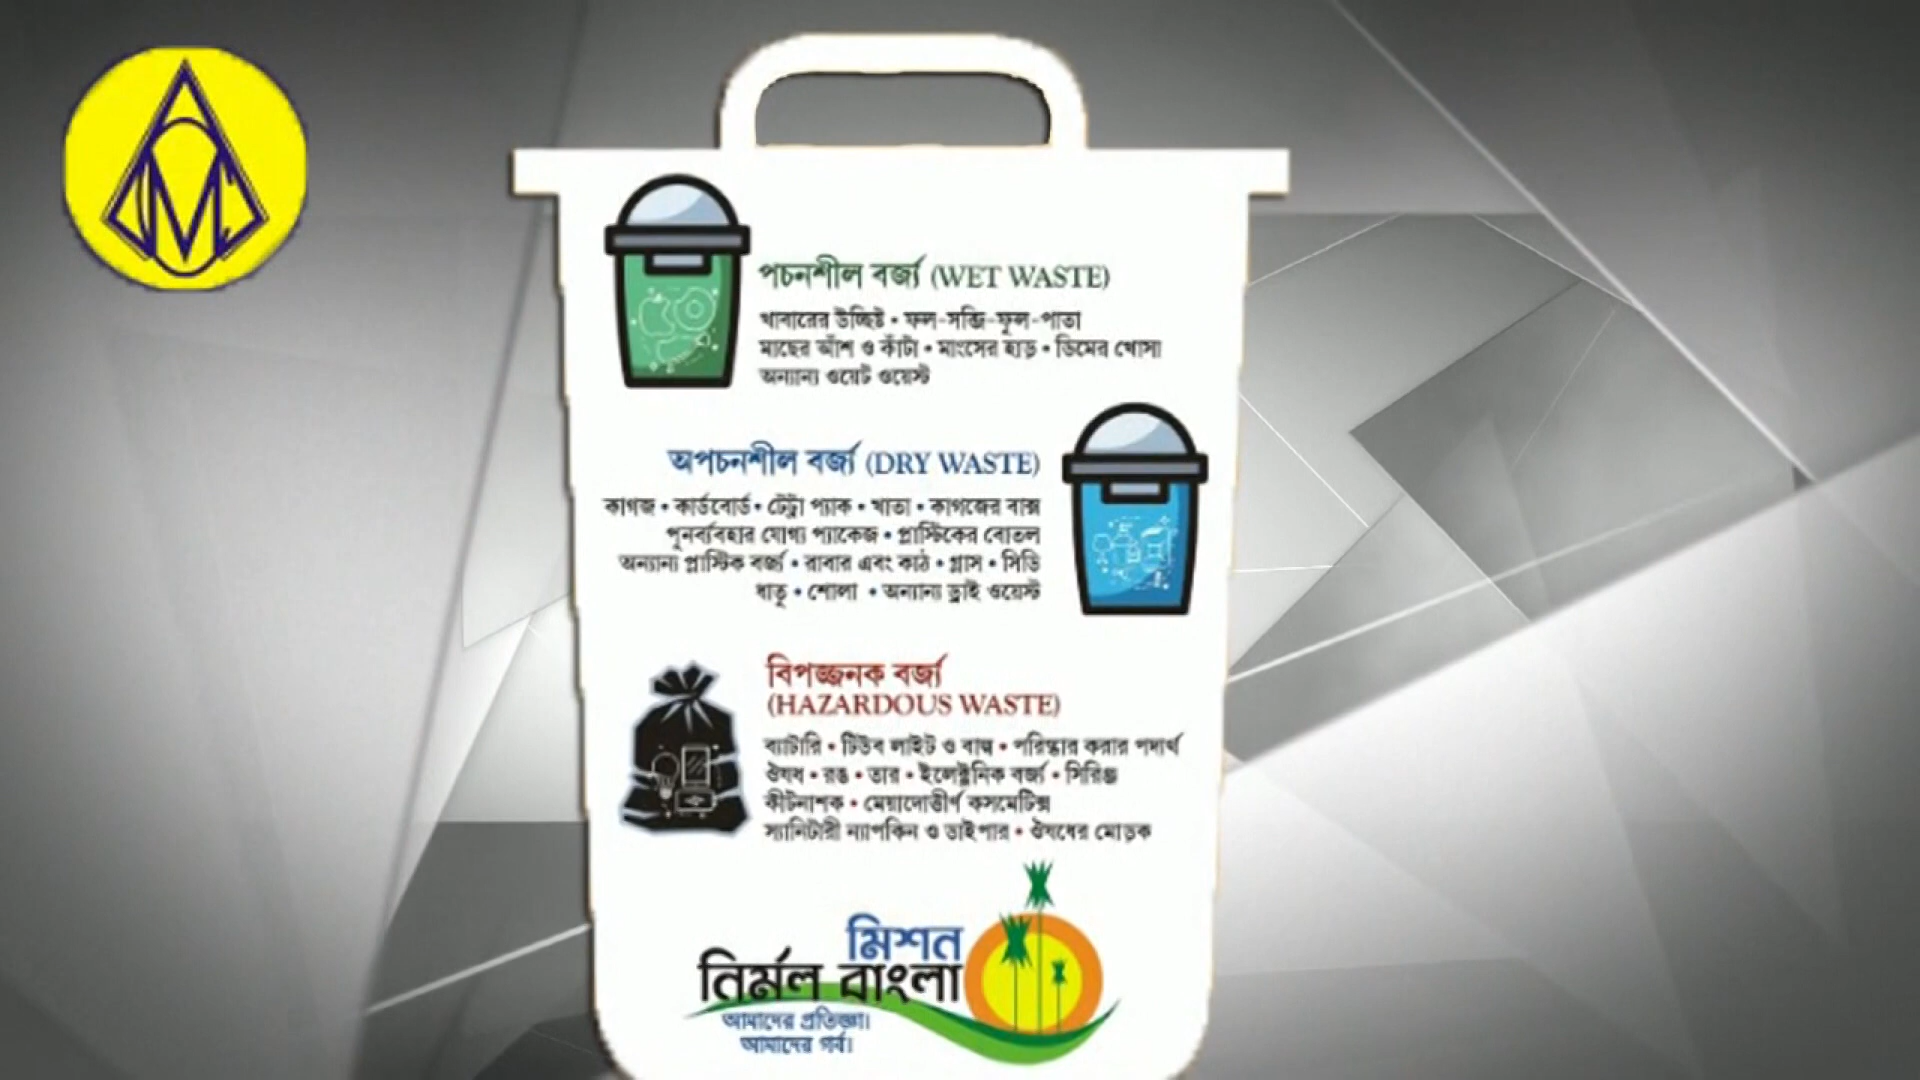 পচনশীল বর্জ্য (WET WASTE)
খাবারের উচ্ছিষ্ট • ফল-সব্জি-ফুল-পাতা
মাছের আঁশ ও কাঁটা • মাংসের হাড় • ডিমের খোসা
অন্যান্য ওয়েট ওয়েস্ট
অপচনশীল বর্জ্য (DRY WASTE)
কাগজ • কার্ডবোর্ড • টেট্রা প্যাক • খাতা • কাগজের বাক্স
পুনর্ব্যবহার যোগ্য প্যাকেজ • প্লাস্টিকের বোতল
অন্যান্য প্লাস্টিক বর্জ্য • রাবার এবং কাঠ • গ্লাস • সিডি
ধাতু • শোলা • অন্যান্য ড্রাই ওয়েস্ট
বিপজ্জনক বর্জ্য
(HAZARDOUS WASTE)
ব্যাটারি • টিউব লাইট ও বাল্ব • পরিস্কার করার পদার্থ
ঔষধ • রঙ • তার • ইলেক্ট্রনিক বর্জ্য • সিরিঞ্জ
কীটনাশক • মেয়াদোত্তীর্ণ কসমেটিক্স
স্যানিটারী ন্যাপকিন ও ডাইপার • ঔষধের মোড়ক
মিশন
নির্মল বাংলা
আমাদের প্রতিজ্ঞা।
আমাদের গর্ব।